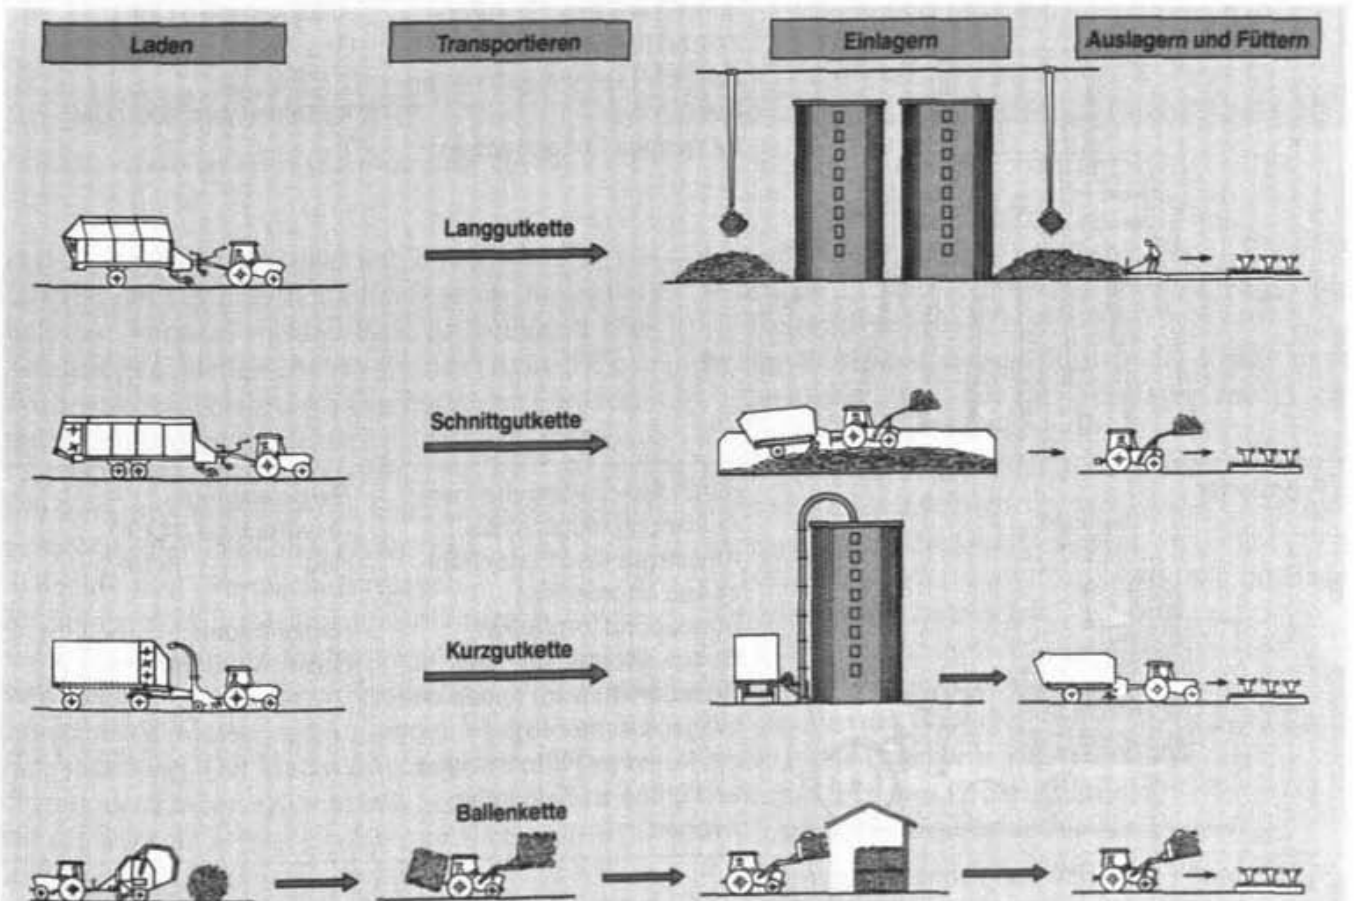 Laden
Transportieren
Einlagern
Auslagern und Füttern
Langgutkette
Schnittgutkette
Kurzgutkette
Ballenkette